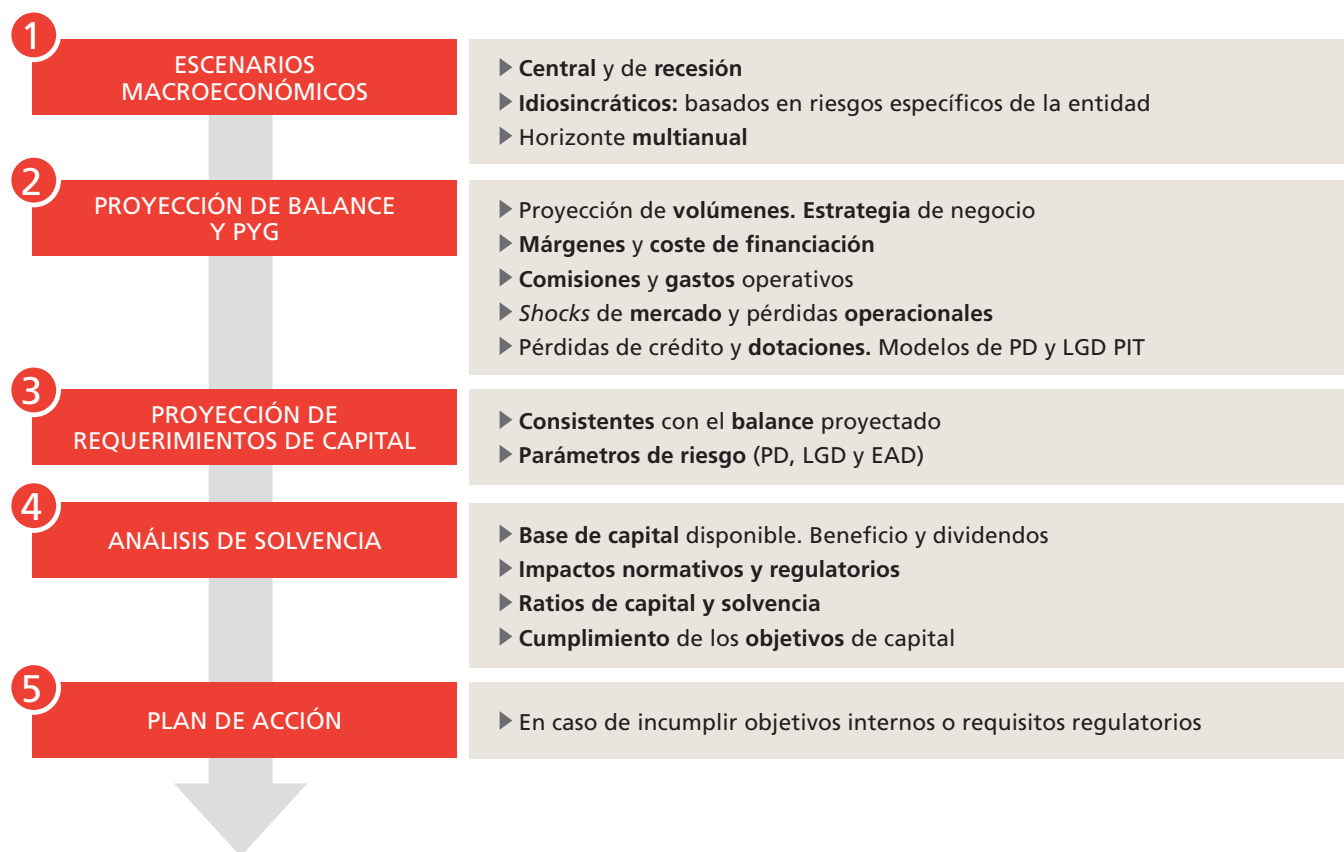 1
ESCENARIOS
MACROECONÓMICOS
Central y de recesión
Idiosincráticos: basados en riesgos específicos de la entidad
Horizonte multianual
2
PROYECCIÓN DE BALANCE
Y PYG
Proyección de volúmenes. Estrategia de negocio
Márgenes y coste de financiación
Comisiones y gastos operativos
Shocks de mercado y pérdidas operacionales
Pérdidas de crédito y dotaciones. Modelos de PD y LGD PIT
3
PROYECCIÓN DE
REQUERIMIENTOS DE CAPITAL
Consistentes con el balance proyectado
Parámetros de riesgo (PD, LGD y EAD)
4
ANÁLISIS DE SOLVENCIA
Base de capital disponible. Beneficio y dividendos
Impactos normativos y regulatorios
Ratios de capital y solvencia
Cumplimiento de los objetivos de capital
5
PLAN DE ACCIÓN
En caso de incumplir objetivos internos o requisitos regulatorios